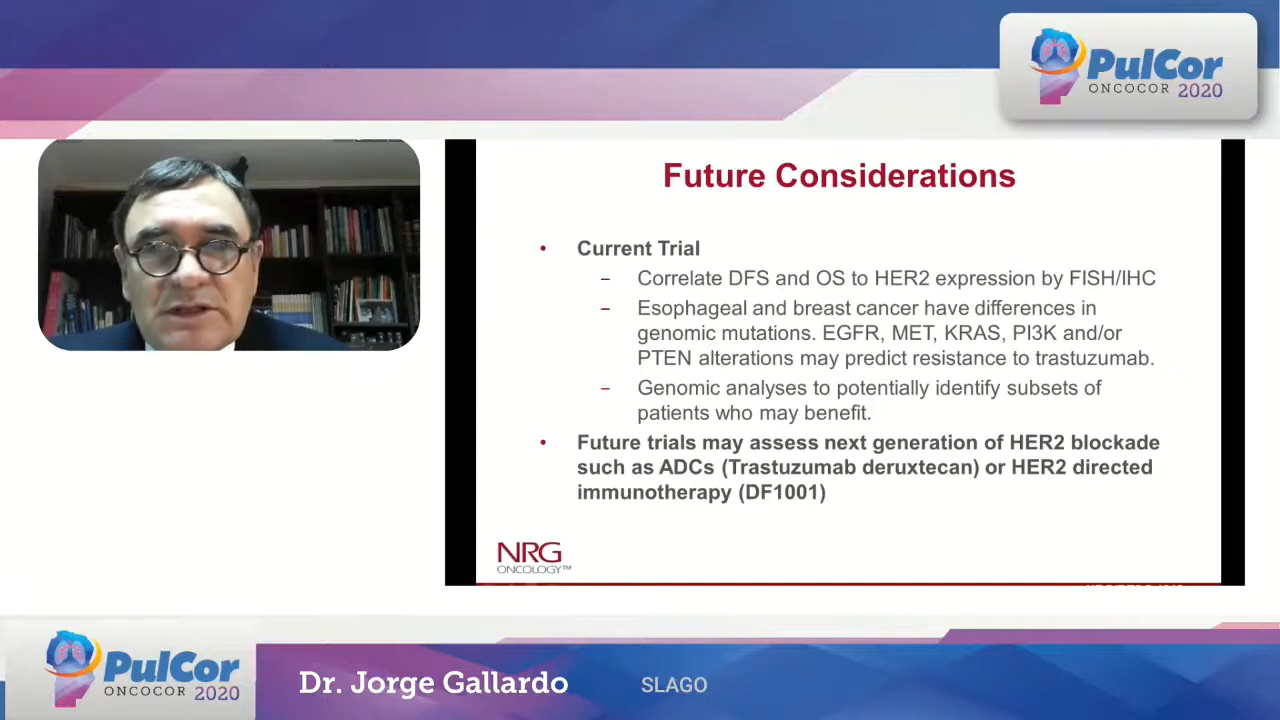 PulCor
ONCOCOR 2020
Future Considerations
• Current Trial
– Correlate DFS and OS to HER2 expression by FISH/IHC
– Esophageal and breast cancer have differences in
genomic mutations. EGFR, MET, KRAS, PI3K and/or
PTEN alterations may predict resistance to trastuzumab.
– Genomic analyses to potentially identify subsets of
patients who may benefit.
• Future trials may assess next generation of HER2 blockade
such as ADCs (Trastuzumab deruxtecan) or HER2 directed
immunotherapy (DF1001)
NRG
ONCOLOGY™
PulCor
ONCOCOR 2020
Dr. Jorge Gallardo SLAGO